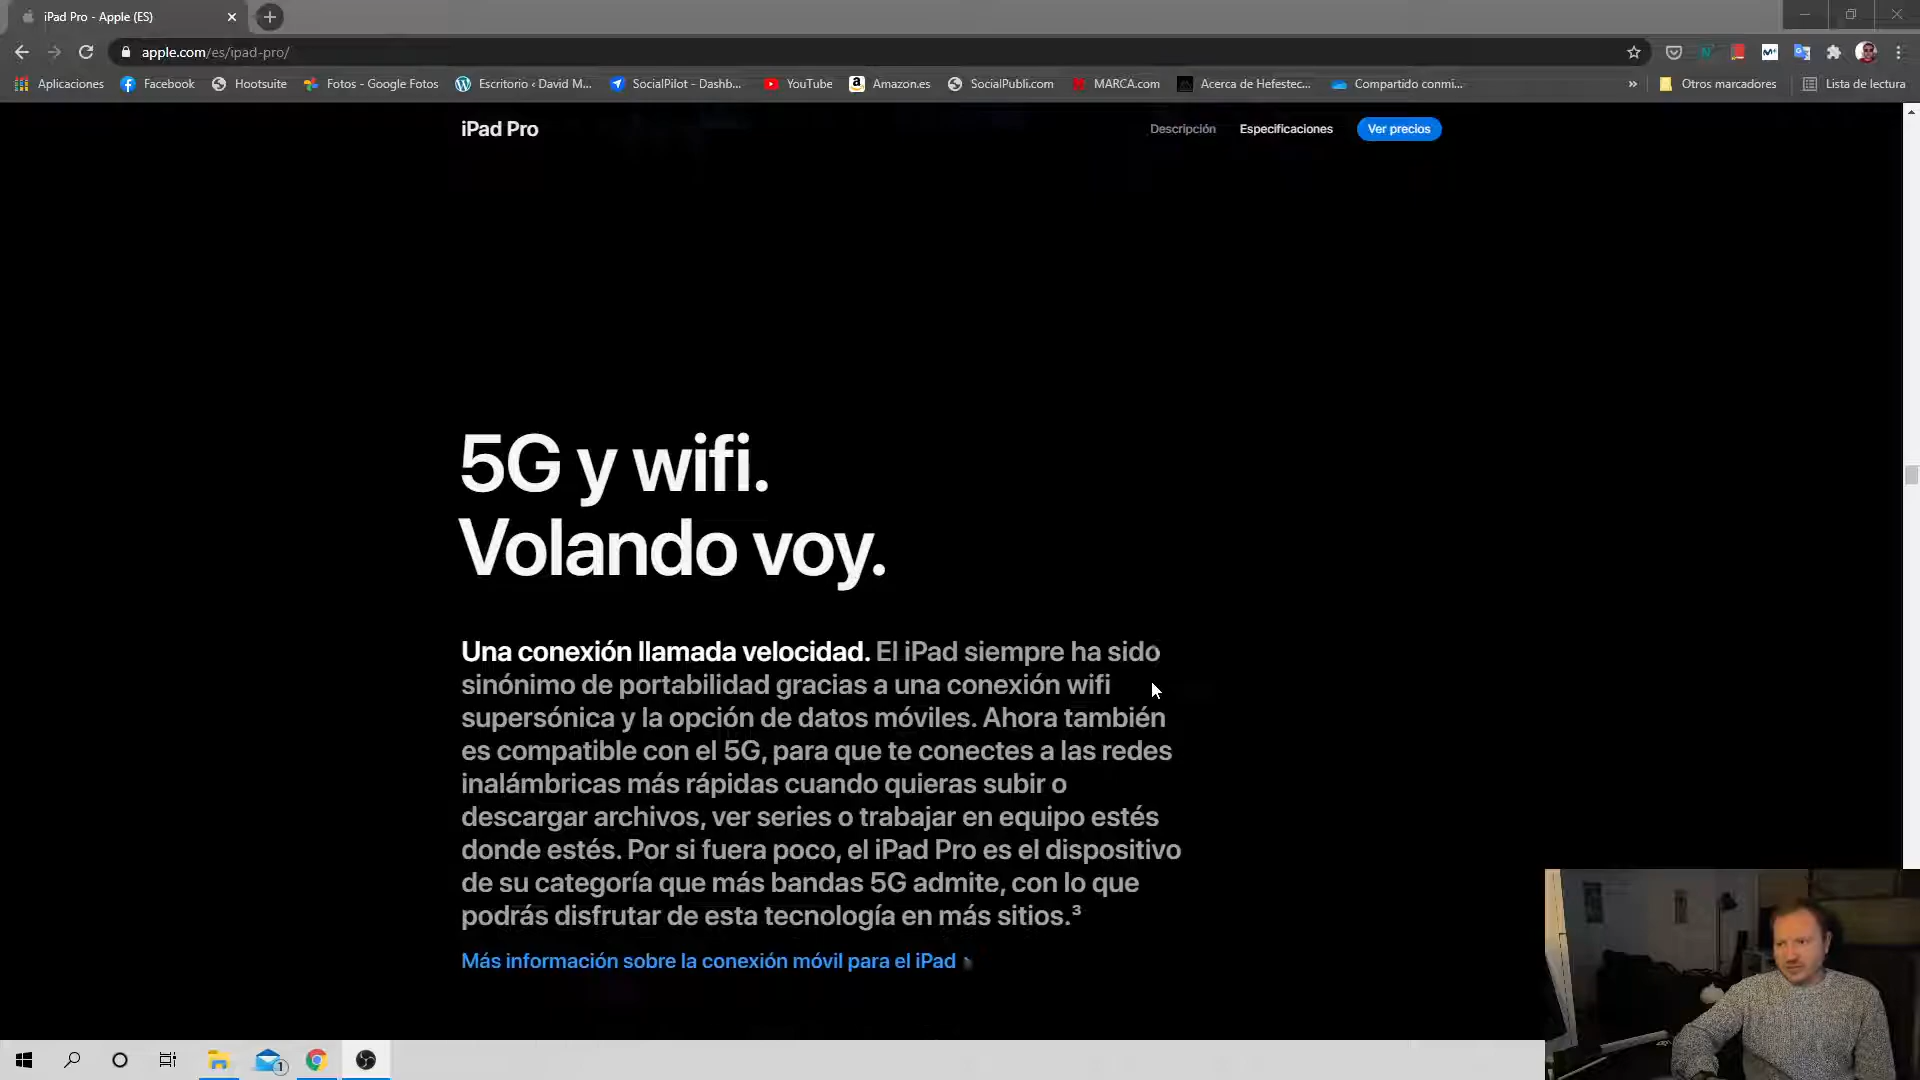 iPad Pro - Apple (ES)
apple.com/es/ipad-pro/
Aplicaciones
Facebook
Hootsuite
Fotos - Google Fotos
Escritorio ‹ David M...
SocialPilot - Dashb...
YouTube
Amazon.es
SocialPubli.com
MARCA.com
Acerca de Hefestec...
Compartido conmi...
»
Otros marcadores
Lista de lectura
iPad Pro
Descripción
Especificaciones
Ver precios
5G y wifi.
Volando voy.
Una conexión llamada velocidad. El iPad siempre ha sido
sinónimo de portabilidad gracias a una conexión wifi
supersónica y la opción de datos móviles. Ahora también
es compatible con el 5G, para que te conectes a las redes
inalámbricas más rápidas cuando quieras subir o
descargar archivos, ver series o trabajar en equipo estés
donde estés. Por si fuera poco, el iPad Pro es el dispositivo
de su categoría que más bandas 5G admite, con lo que
podrás disfrutar de esta tecnología en más sitios.³
Más información sobre la conexión móvil para el iPad ›
1